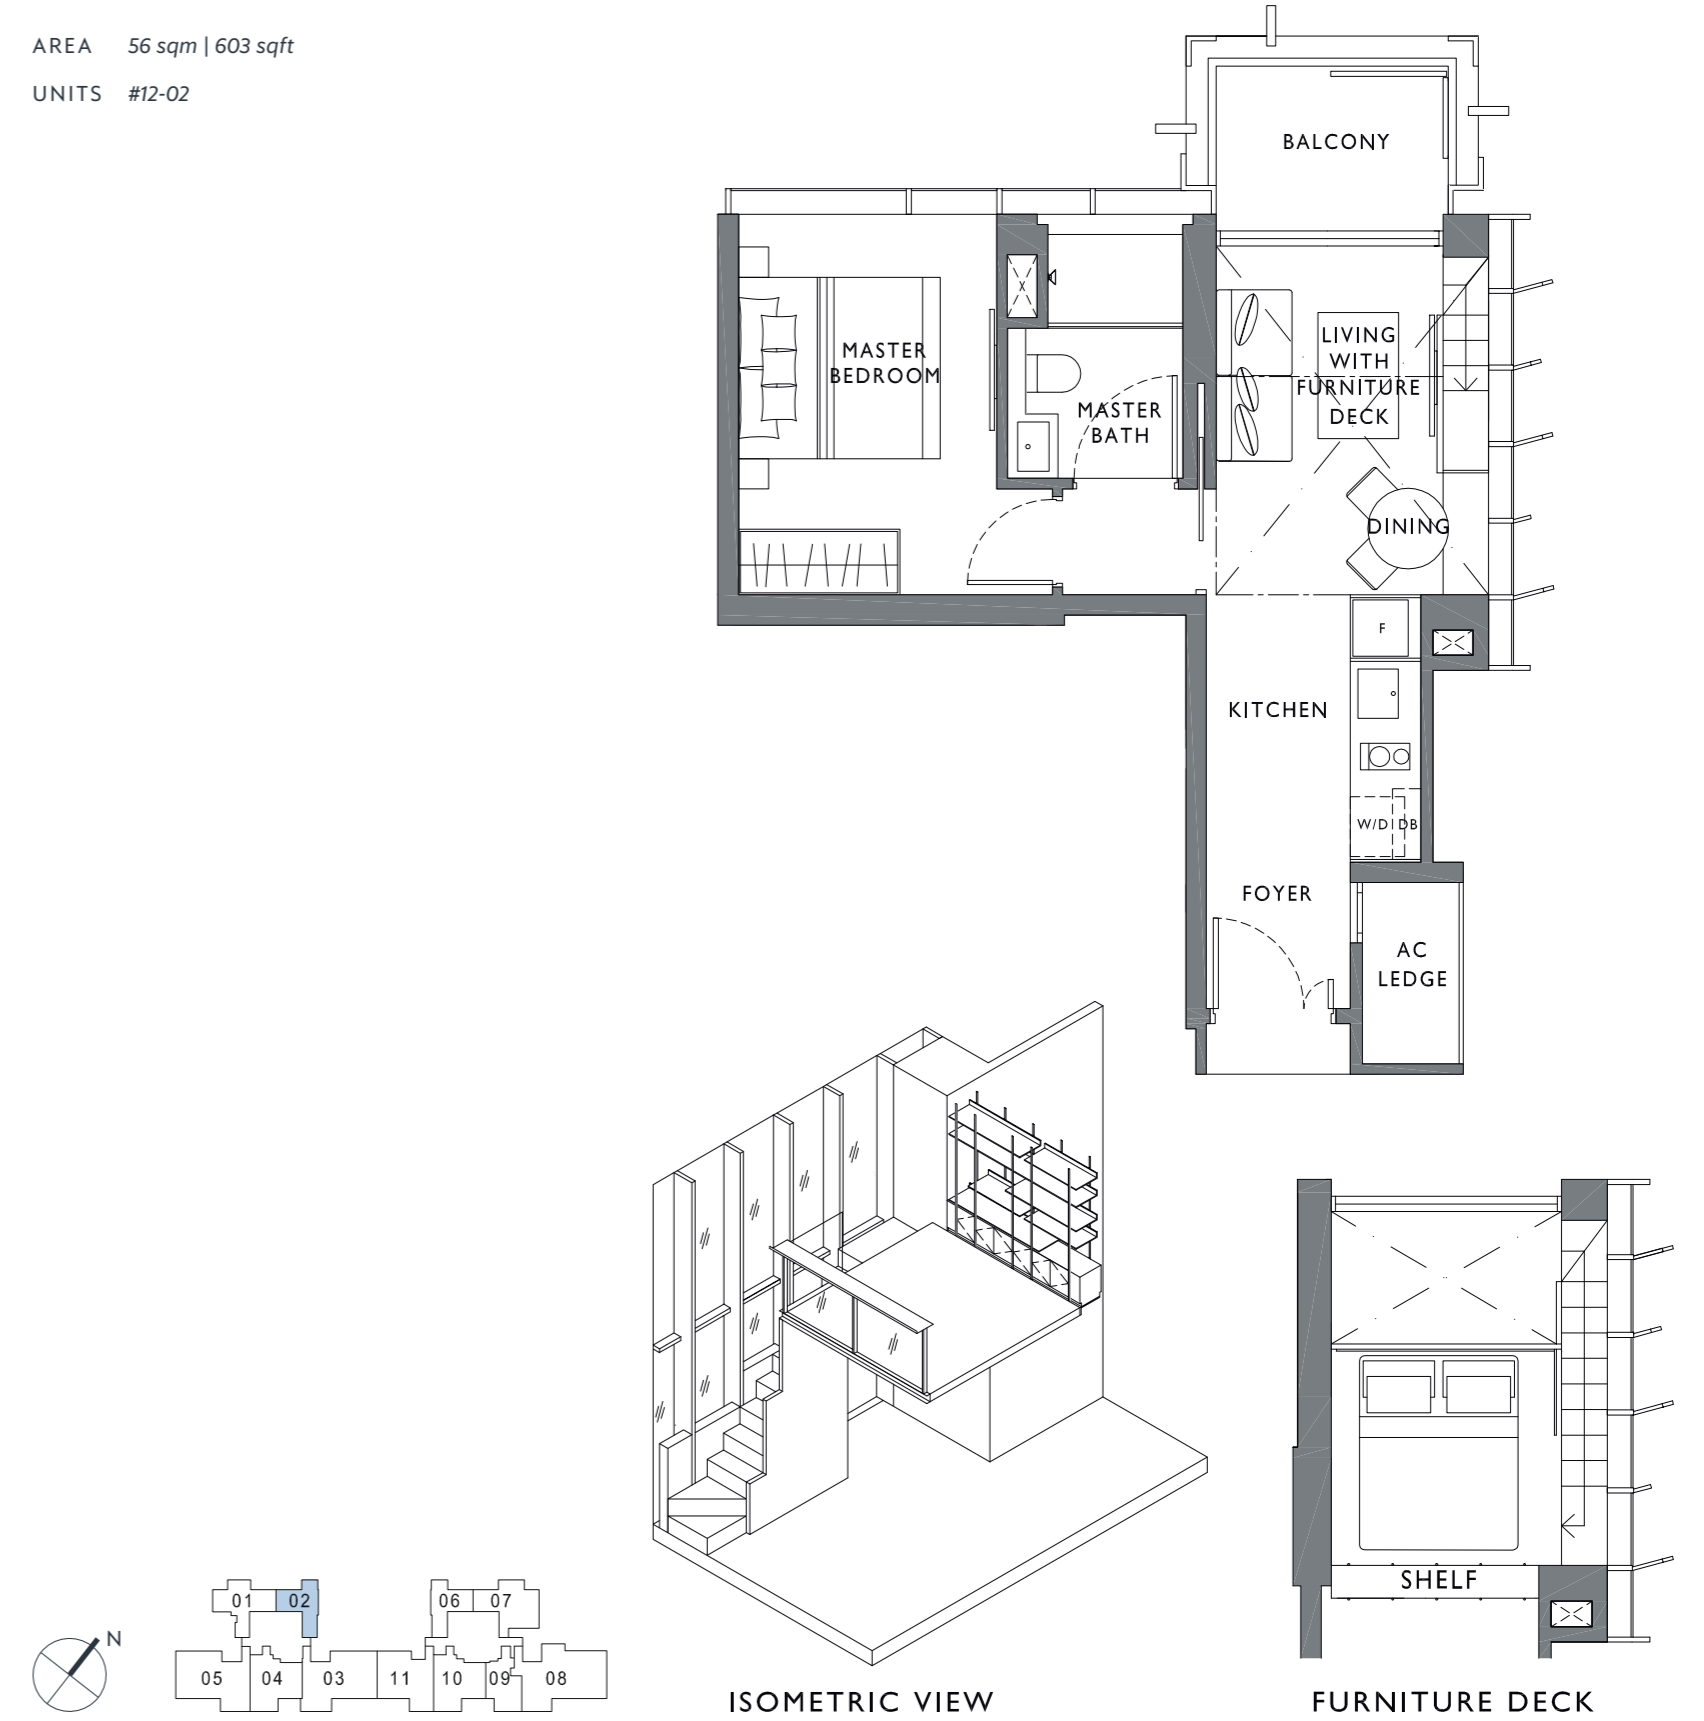 AREA 56 sqm | 603 sqft
UNITS #12-02
BALCONY
MASTER
BEDROOM
MASTER
BATH
LIVING
WITH
FURNITURE
DECK
DINING
F
KITCHEN
W/D DB
FOYER
AC
LEDGE
SHELF
N
01 02 06 07
05 04 03 11 10 09 08
ISOMETRIC VIEW
FURNITURE DECK